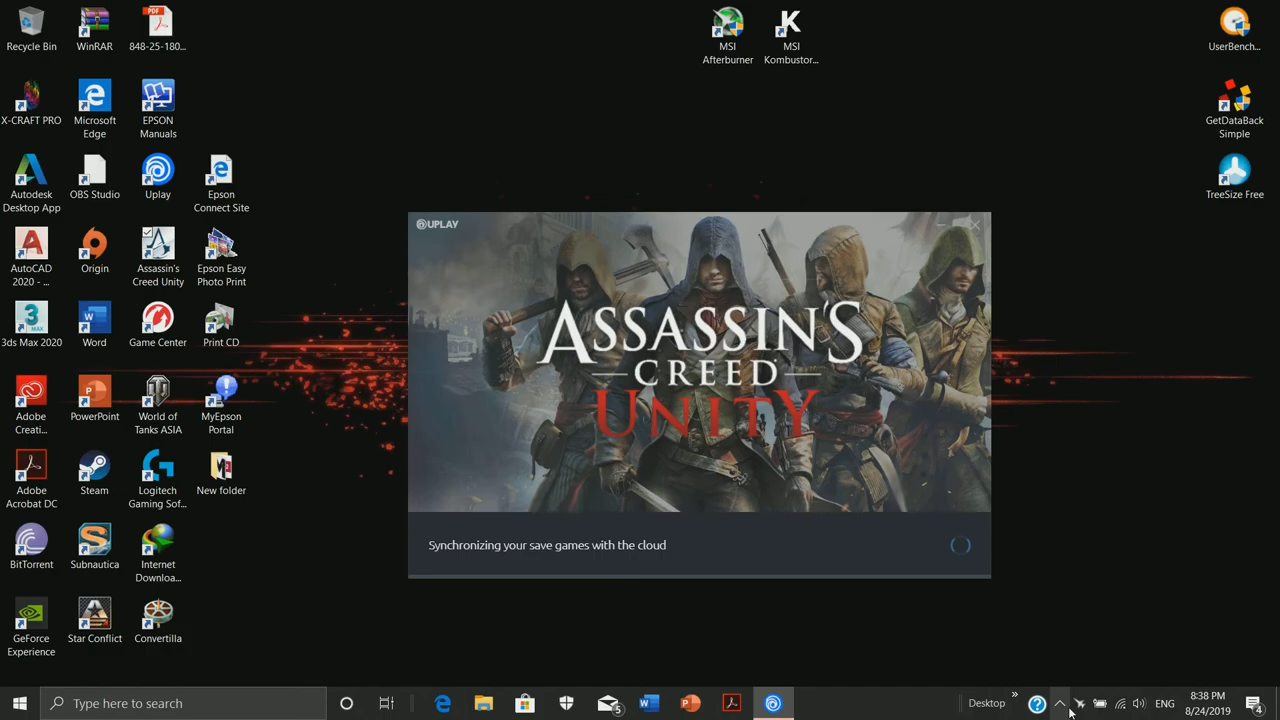 Recycle Bin
WinRAR
848-25-180...
MSI
Afterburner
MSI
Kombustor...
UserBench...
X-CRAFT PRO
Microsoft
Edge
EPSON
Manuals
GetDataBack
Simple
Autodesk
Desktop App
OBS Studio
Uplay
Epson
Connect Site
TreeSize Free
AutoCAD
2020 - ...
Origin
Assassin's
Creed Unity
Epson Easy
Photo Print
3ds Max 2020
Word
Game Center
Print CD
Adobe
Creati...
PowerPoint
World of
Tanks ASIA
MyEpson
Portal
Adobe
Acrobat DC
Steam
Logitech
Gaming Sof...
New folder
BitTorrent
Subnautica
Internet
Downloa...
GeForce
Experience
Star Conflict
Convertilla
UPLAY
ASSASSIN'S
CREED
UNITY
Synchronizing your save games with the cloud
Type here to search
5
Desktop
ENG
8:38 PM
8/24/2019
4